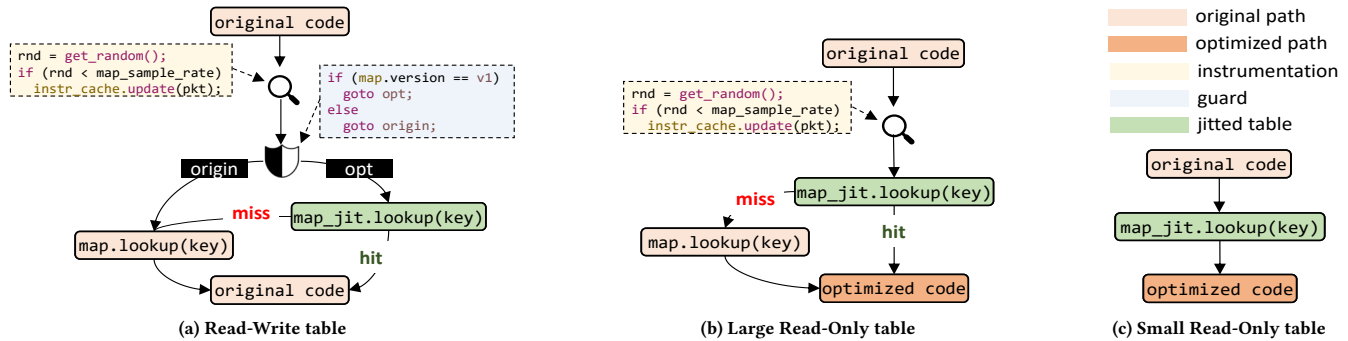 original code
rnd = get_random();
if (rnd < map_sample_rate)
instr_cache.update(pkt);
if (map.version == v1)
goto opt;
else
goto origin;
origin
opt
miss
map_jit.lookup(key)
map.lookup(key)
hit
original code
(a) Read-Write table
original code
rnd = get_random();
if (rnd < map_sample_rate)
instr_cache.update(pkt);
map_jit.lookup(key)
miss
hit
map.lookup(key)
optimized code
(b) Large Read-Only table
original path
optimized path
instrumentation
guard
jitted table
original code
map_jit.lookup(key)
optimized code
(c) Small Read-Only table